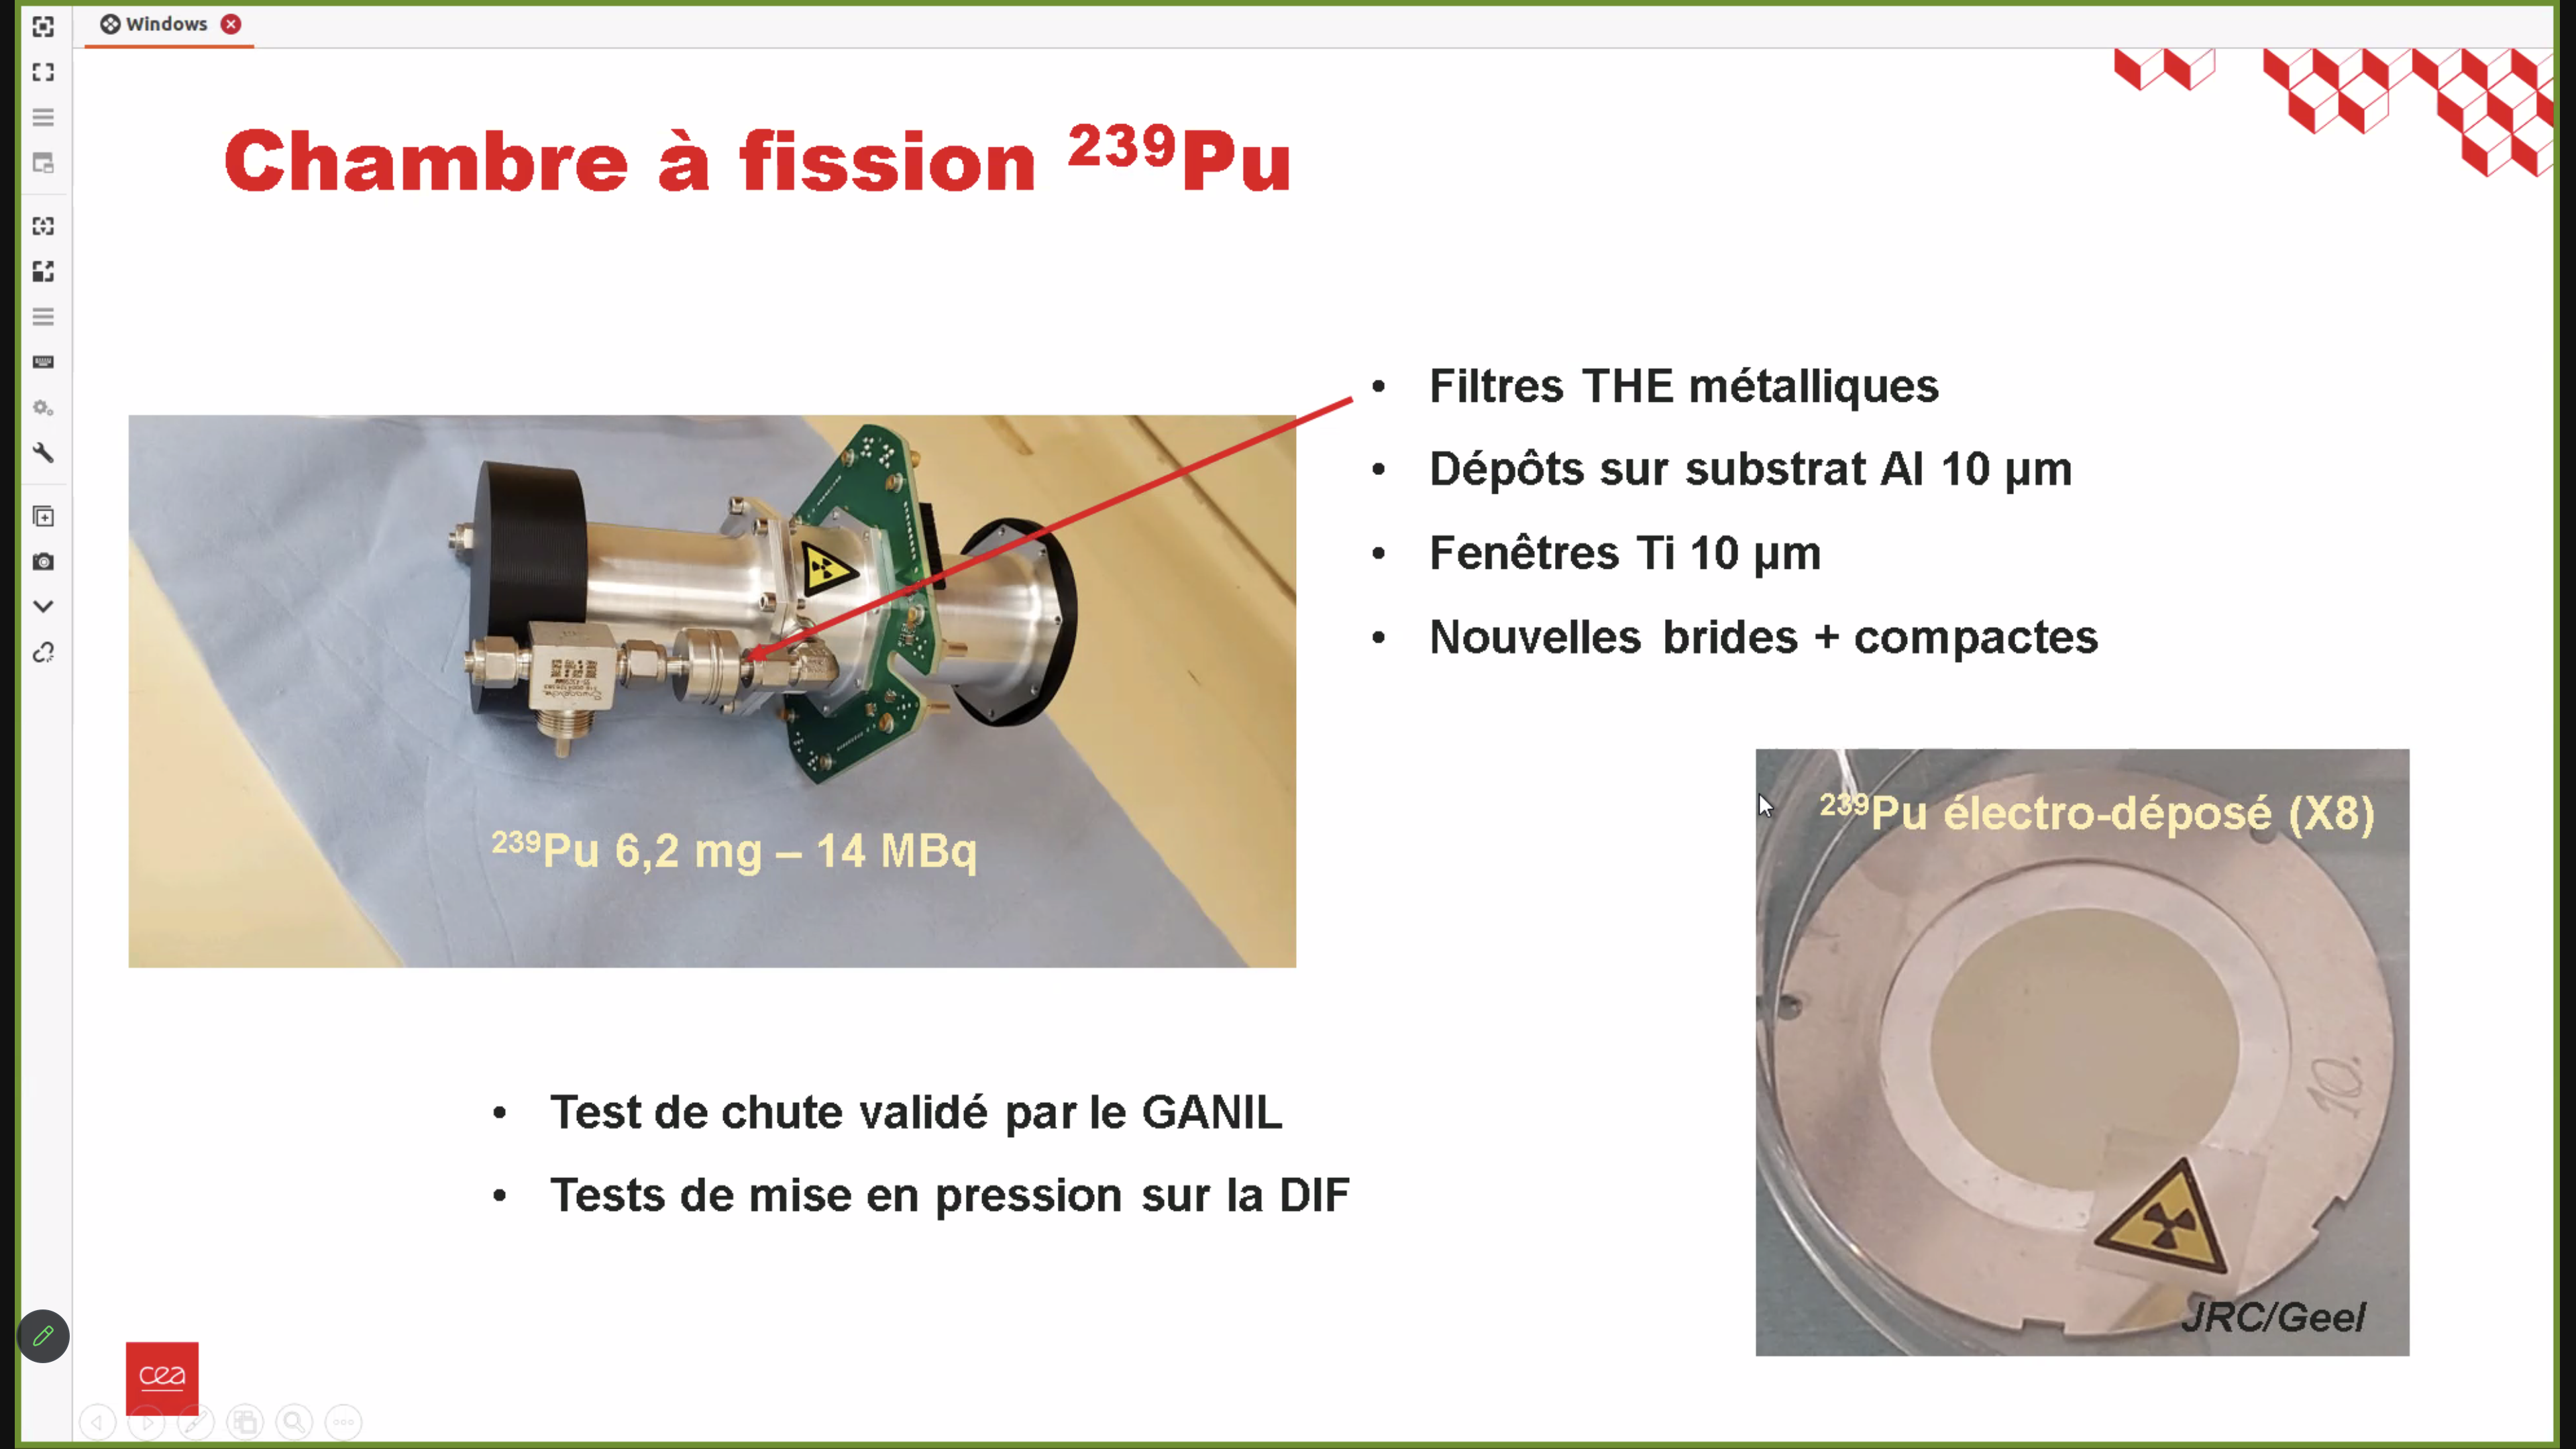 Windows
Chambre à fission ²³⁹Pu
• Filtres THE métalliques
• Dépôts sur substrat Al 10 µm
• Fenêtres Ti 10 µm
• Nouvelles brides + compactes
²³⁹Pu 6,2 mg – 14 MBq
²³⁹Pu électro-déposé (X8)
10.
JRC/Geel
• Test de chute validé par le GANIL
• Tests de mise en pression sur la DIF
cea